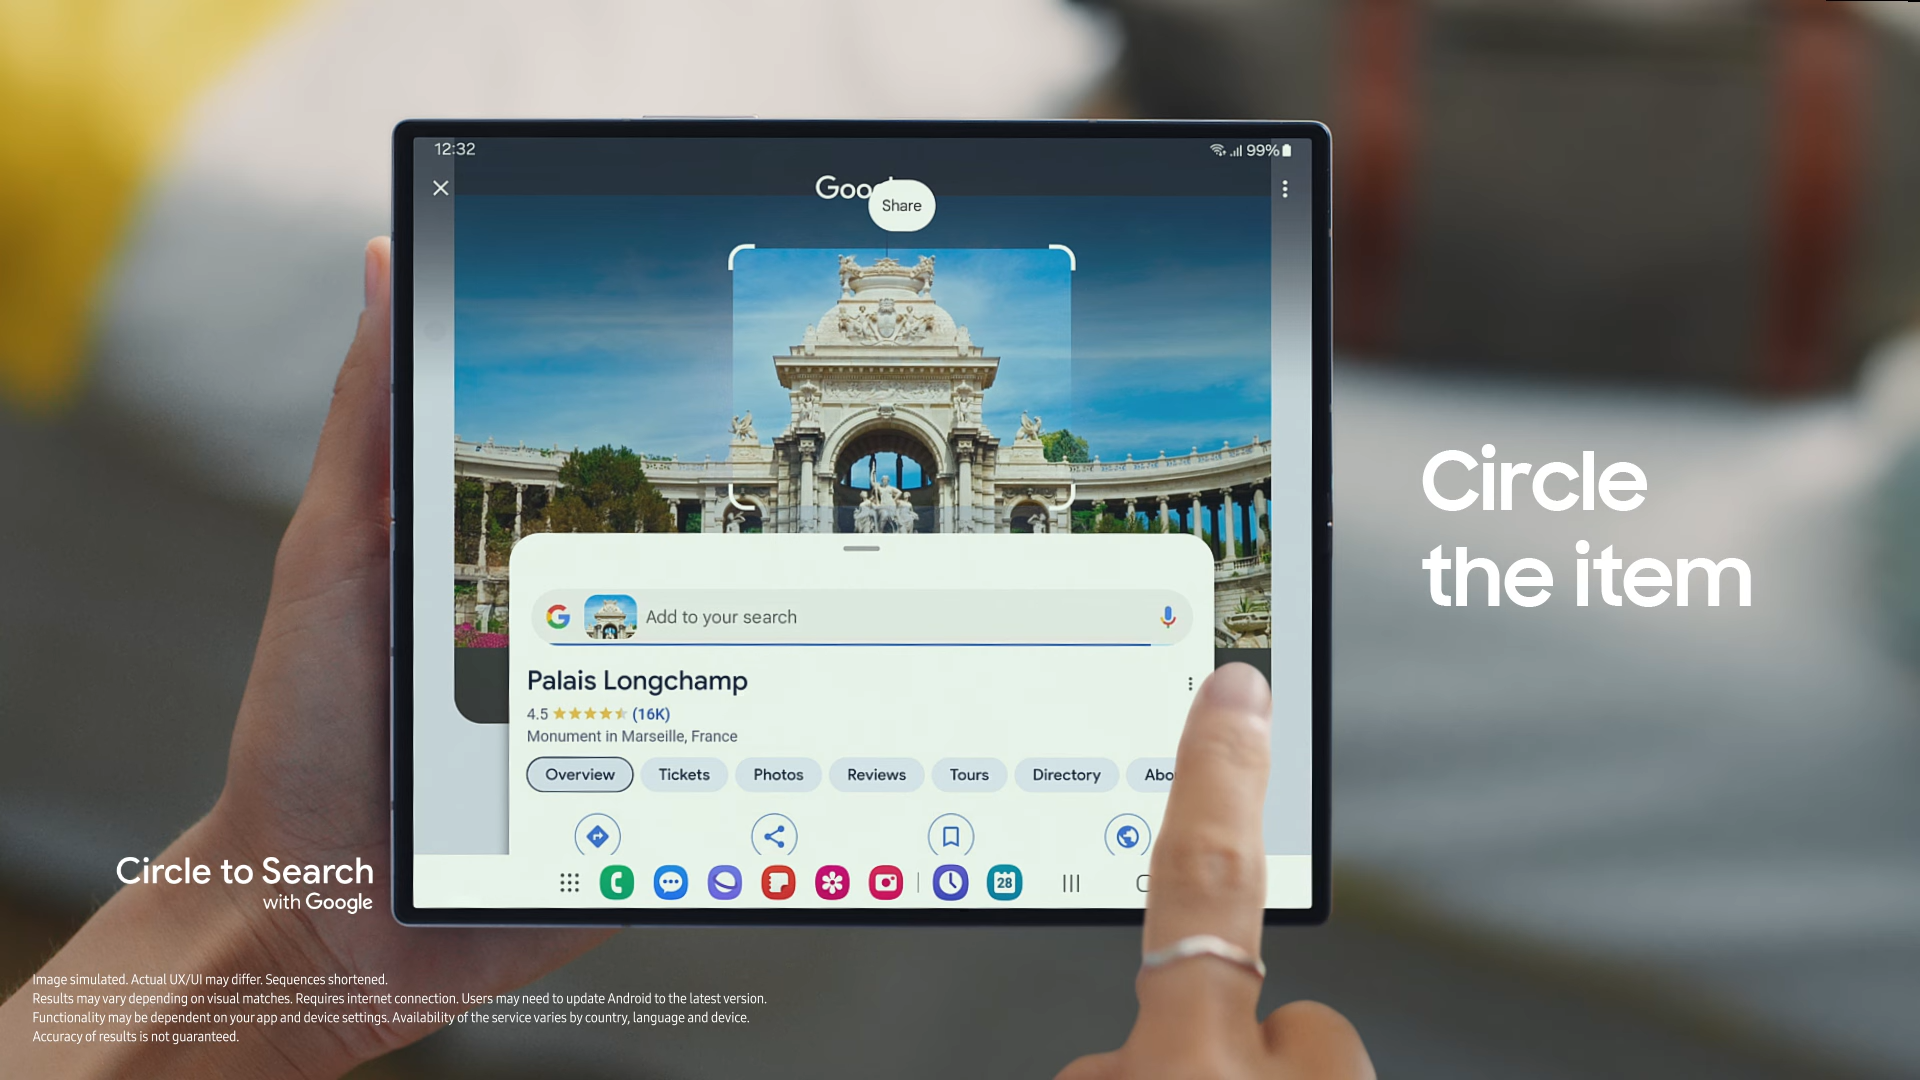 12:32
99%
Goo
Share
Circle
the item
Add to your search
Palais Longchamp
4.5 (16K)
Monument in Marseille, France
Overview Tickets Photos Reviews Tours Directory Abo
28
Circle to Search
with Google
Image simulated. Actual UX/UI may differ. Sequences shortened.
Results may vary depending on visual matches. Requires internet connection. Users may need to update Android to the latest version.
Functionality may be dependent on your app and device settings. Availability of the service varies by country, language and device.
Accuracy of results is not guaranteed.